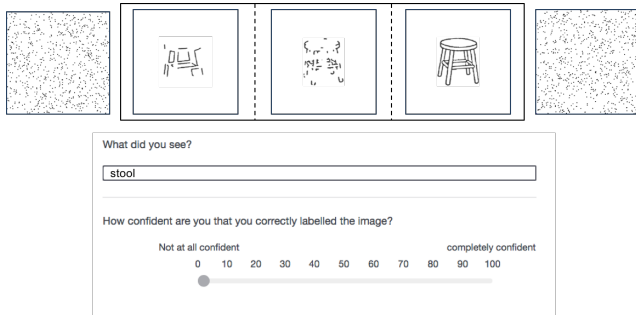 What did you see?
stool
How confident are you that you correctly labelled the image?
Not at all confident completely confident
0 10 20 30 40 50 60 70 80 90 100